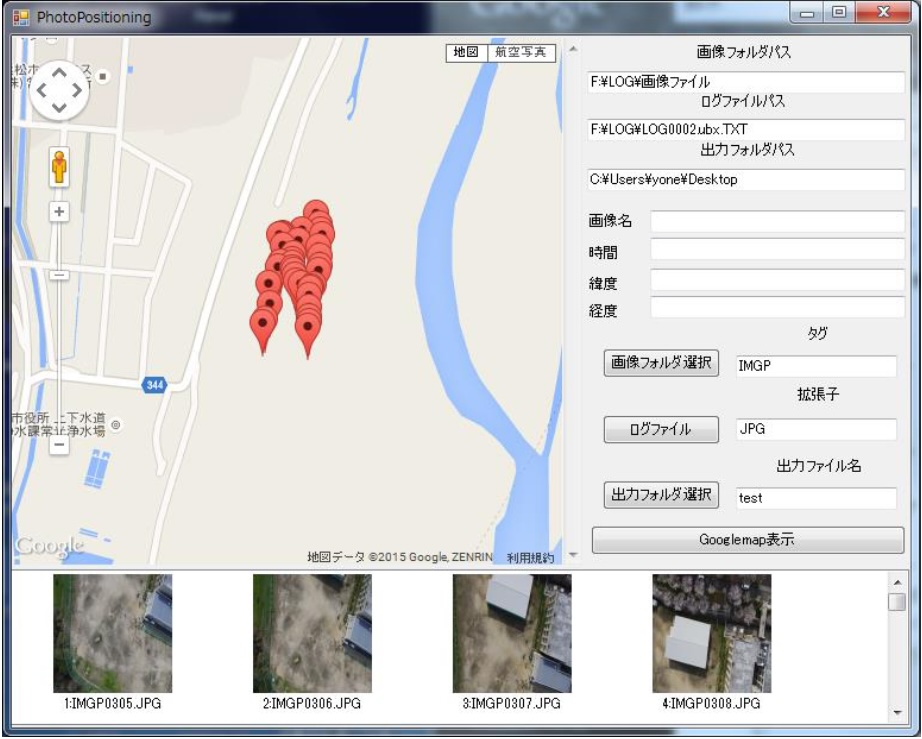 PhotoPositioning
地図
航空写真
344
市役所 上下水道
水課常光浄水場
Google
地図データ ©2015 Google, ZENRIN
利用規約
画像フォルダパス
F:¥LOG¥画像ファイル
ログファイルパス
F:¥LOG¥LOG0002.ubx.TXT
出力フォルダパス
C:¥Users¥yone¥Desktop
画像名
時間
緯度
経度
タグ
画像フォルダ選択
IMGP
拡張子
ログファイル
JPG
出力ファイル名
出力フォルダ選択
test
Googlemap表示
1:IMGP0305.JPG
2:IMGP0306.JPG
3:IMGP0307.JPG
4:IMGP0308.JPG